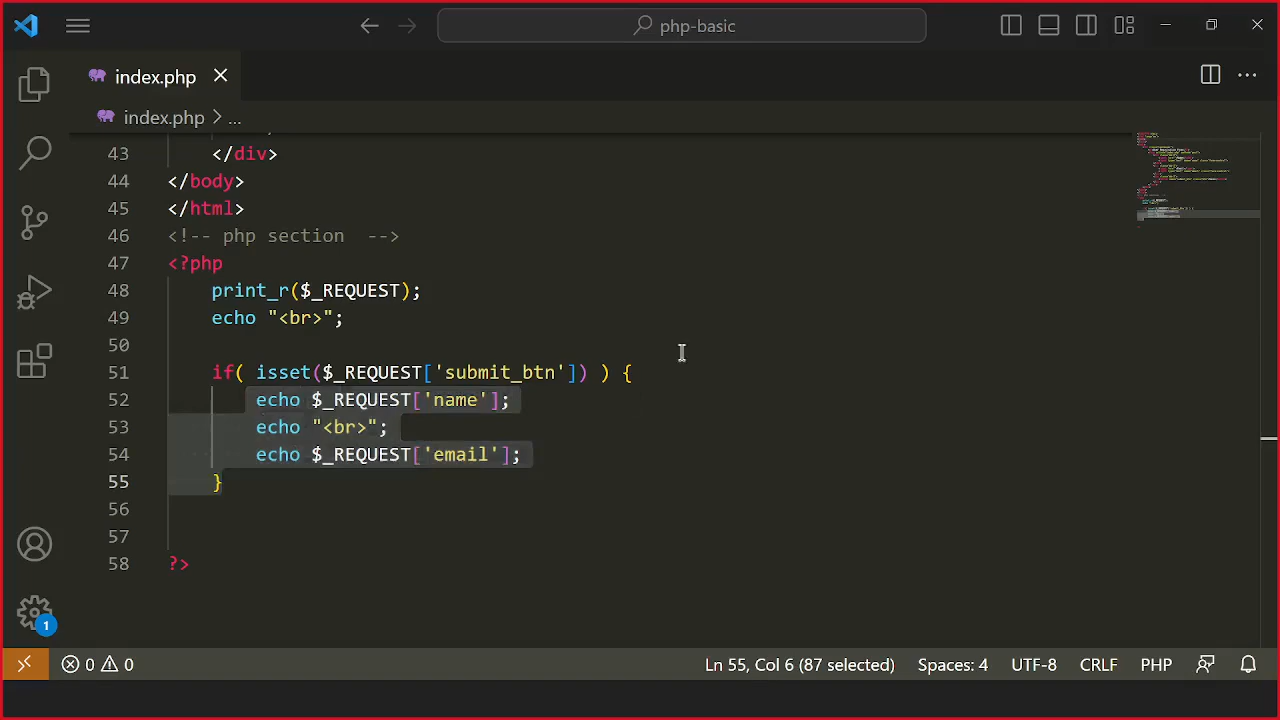 php-basic
index.php
index.php > ...
43 </div>
44 </body>
45 </html>
46 <!-- php section -->
47 <?php
48 print_r($_REQUEST);
49 echo "<br>";
50
51 if( isset($_REQUEST['submit_btn']) ) {
52 echo $_REQUEST['name'];
53 echo "<br>";
54 echo $_REQUEST['email'];
55 }
56
57
58 ?>
1
0 0 Ln 55, Col 6 (87 selected) Spaces: 4 UTF-8 CRLF PHP